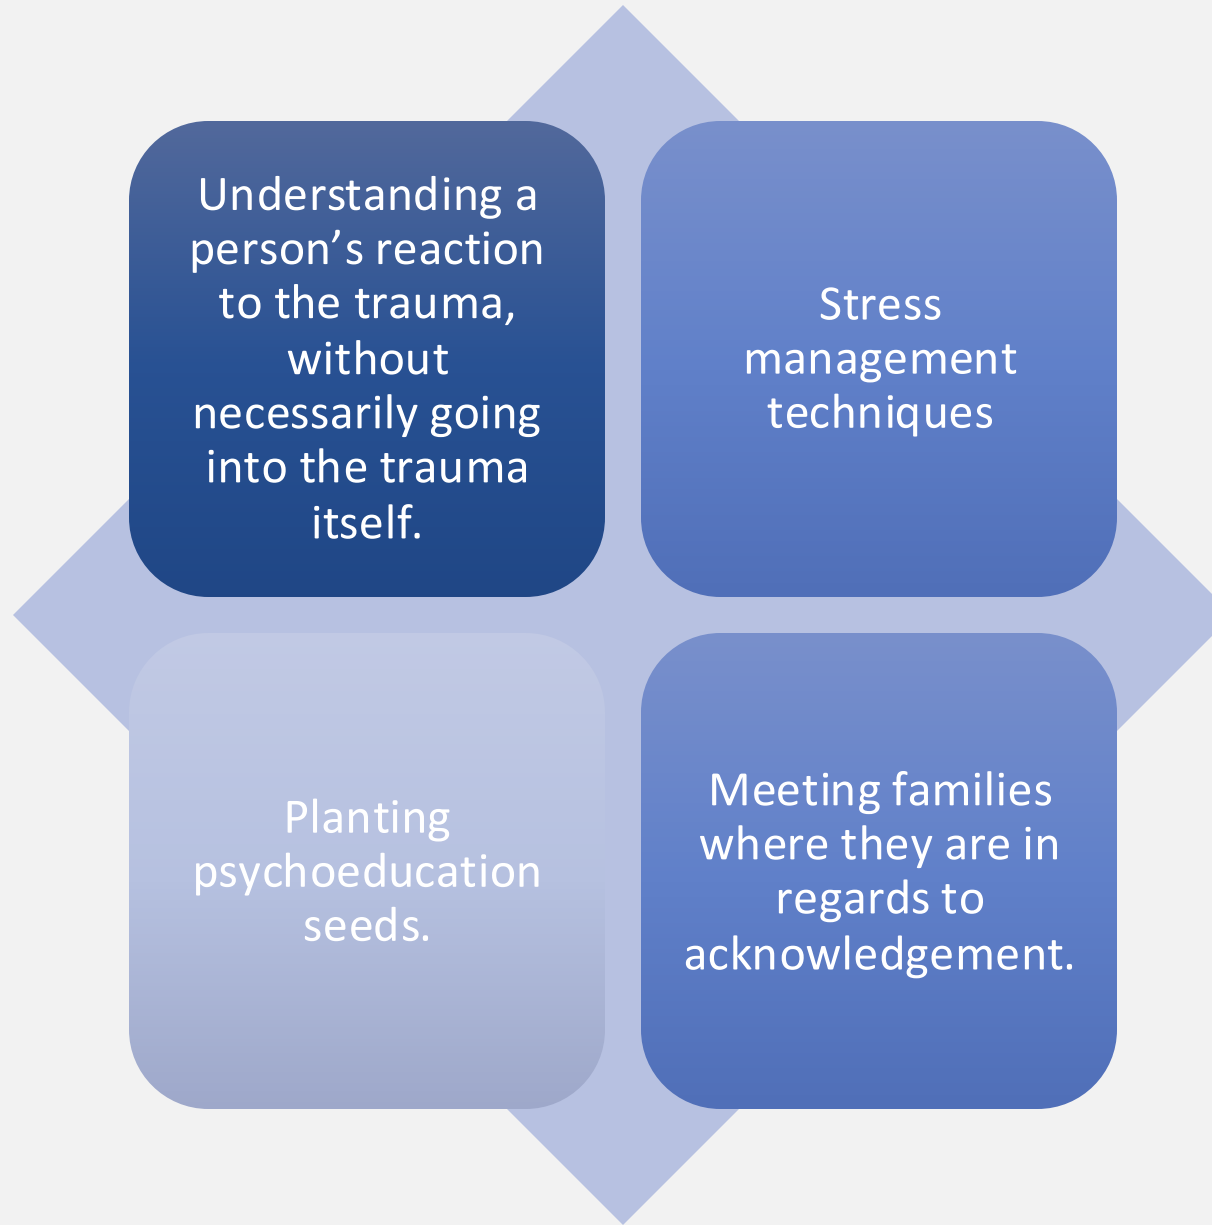 Understanding a
person’s reaction
to the trauma,
without
necessarily going
into the trauma
itself.
Stress
management
techniques
Planting
psychoeducation
seeds.
Meeting families
where they are in
regards to
acknowledgement.